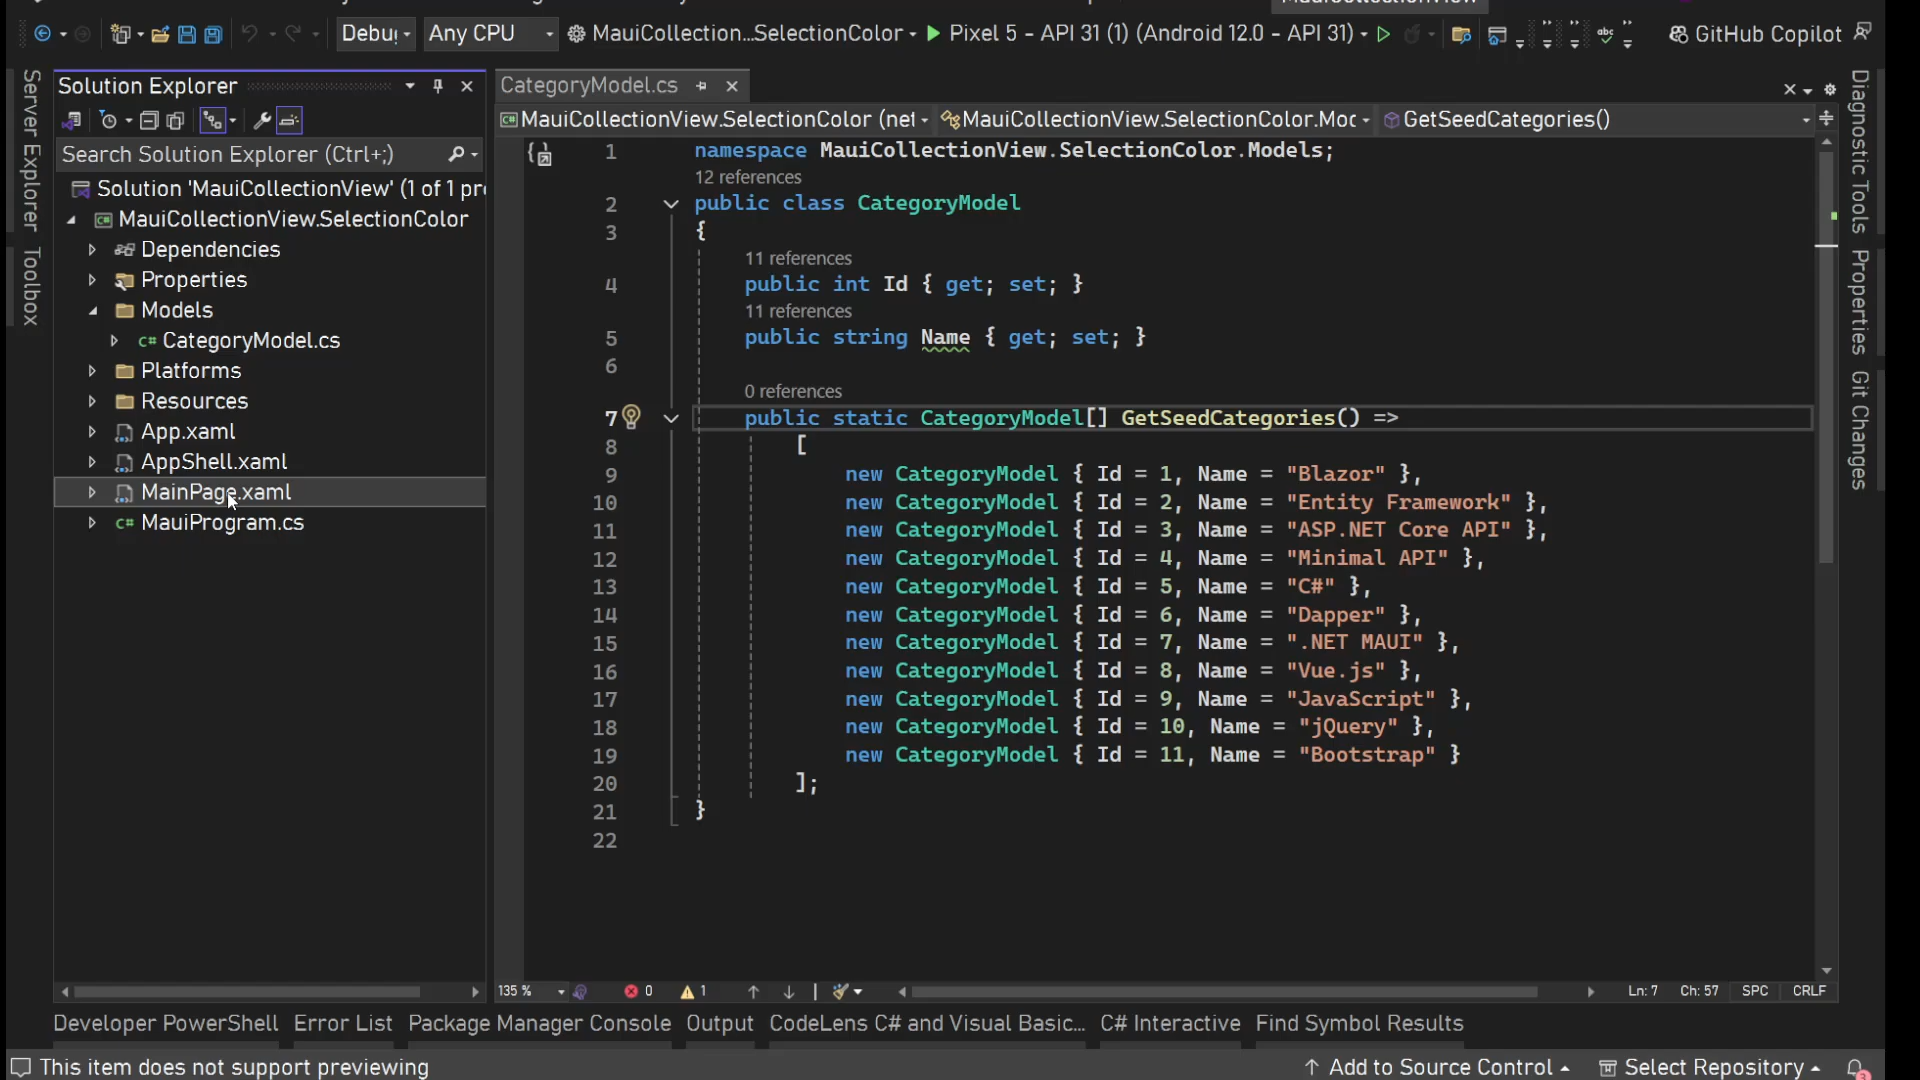 Debug
Any CPU
MauiCollection...SelectionColor
Pixel 5 - API 31 (1) (Android 12.0 - API 31)
GitHub Copilot
Server Explorer
Toolbox
Solution Explorer
Search Solution Explorer (Ctrl+;)
Solution 'MauiCollectionView' (1 of 1 pr
MauiCollectionView.SelectionColor
Dependencies
Properties
Models
C# CategoryModel.cs
Platforms
Resources
App.xaml
AppShell.xaml
MainPage.xaml
C# MauiProgram.cs
CategoryModel.cs
MauiCollectionView.SelectionColor (net
MauiCollectionView.SelectionColor.Moc
GetSeedCategories()
1 namespace MauiCollectionView.SelectionColor.Models;
12 references
2 public class CategoryModel
3 {
11 references
4 public int Id { get; set; }
11 references
5 public string Name { get; set; }
6
0 references
7 public static CategoryModel[] GetSeedCategories() =>
8 [
9 new CategoryModel { Id = 1, Name = "Blazor" },
10 new CategoryModel { Id = 2, Name = "Entity Framework" },
11 new CategoryModel { Id = 3, Name = "ASP.NET Core API" },
12 new CategoryModel { Id = 4, Name = "Minimal API" },
13 new CategoryModel { Id = 5, Name = "C#" },
14 new CategoryModel { Id = 6, Name = "Dapper" },
15 new CategoryModel { Id = 7, Name = ".NET MAUI" },
16 new CategoryModel { Id = 8, Name = "Vue.js" },
17 new CategoryModel { Id = 9, Name = "JavaScript" },
18 new CategoryModel { Id = 10, Name = "jQuery" },
19 new CategoryModel { Id = 11, Name = "Bootstrap" }
20 ];
21 }
22
Diagnostic Tools
Properties
Git Changes
135 %
0
1
Ln: 7
Ch: 57
SPC
CRLF
Developer PowerShell
Error List
Package Manager Console
Output
CodeLens C# and Visual Basic...
C# Interactive
Find Symbol Results
This item does not support previewing
Add to Source Control
Select Repository